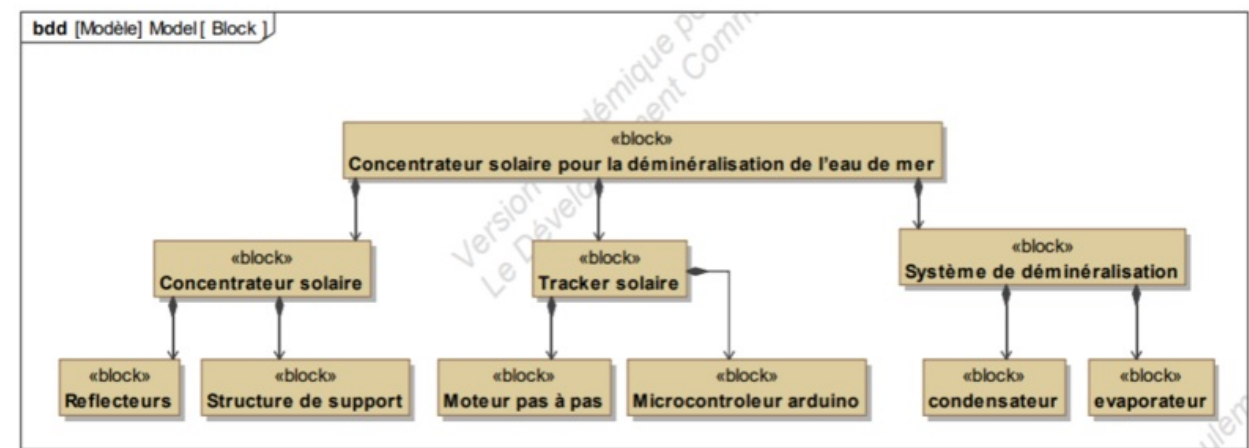 bdd [Modèle] Model [ Block ]
«block»
Concentrateur solaire pour la déminéralisation de l'eau de mer
«block»
Concentrateur solaire
«block»
Tracker solaire
«block»
Système de déminéralisation
«block»
Reflecteurs
«block»
Structure de support
«block»
Moteur pas à pas
«block»
Microcontroleur arduino
«block»
condensateur
«block»
evaporateur
Version